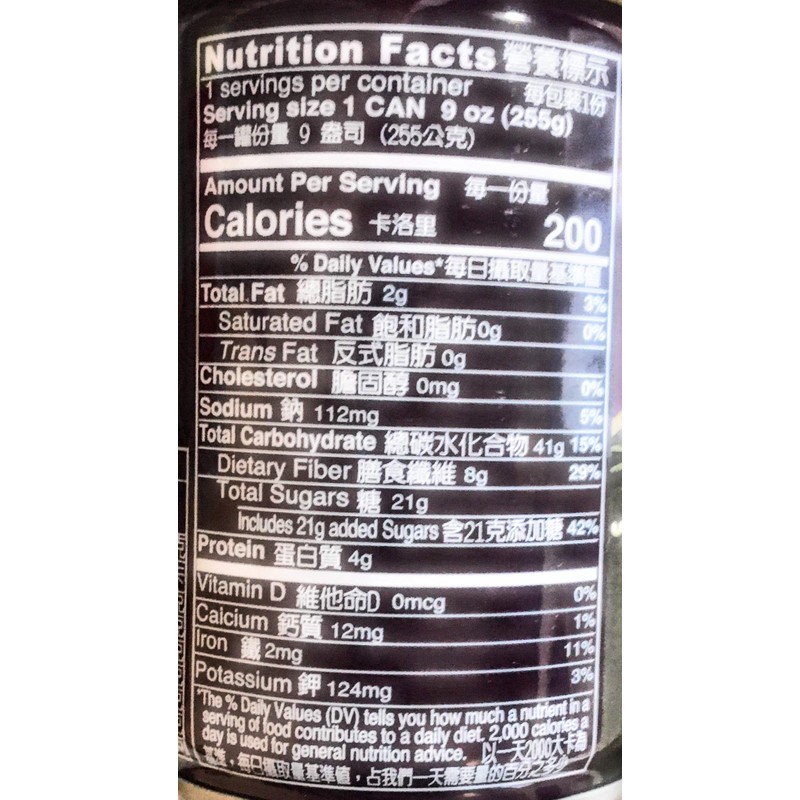 Nutrition Facts 營養標示
1 servings per container 每包裝1份
Serving size 1 CAN 9 oz (255g)
每一罐份量 9 盎司 (255公克)
Amount Per Serving 每一份量
Calories 卡洛里 200
% Daily Values* 每日攝取量基準值
Total Fat 總脂肪 2g 3%
Saturated Fat 飽和脂肪0g 0%
Trans Fat 反式脂肪 0g
Cholesterol 膽固醇 0mg 0%
Sodium 鈉 112mg 5%
Total Carbohydrate 總碳水化合物 41g 15%
Dietary Fiber 膳食纖維 8g 29%
Total Sugars 糖 21g
Includes 21g added Sugars 含21克添加糖 42%
Protein 蛋白質 4g
Vitamin D 維他命D 0mcg 0%
Caicium 鈣質 12mg 1%
Iron 鐵 2mg 11%
Potassium 鉀 124mg 3%
*The % Daily Values (DV) tells you how much a nutrient in a
serving of food contributes to a daily diet. 2,000 calories a
day is used for general nutrition advice. 以一天2000大卡為
基準，每日攝取量基準值，占我們一天需要量的百分之多少